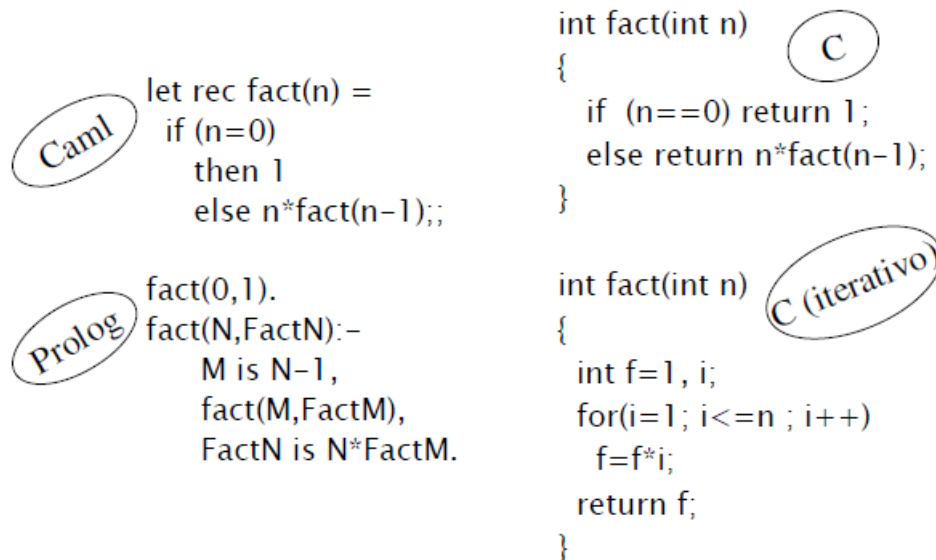 Caml
let rec fact(n) =
if (n=0)
then 1
else n*fact(n-1);;
Prolog
fact(0,1).
fact(N,FactN):-
M is N-1,
fact(M,FactM),
FactN is N*FactM.
C
int fact(int n)
{
if (n==0) return 1;
else return n*fact(n-1);
}
C (iterativo)
int fact(int n)
{
int f=1, i;
for(i=1; i<=n ; i++)
f=f*i;
return f;
}